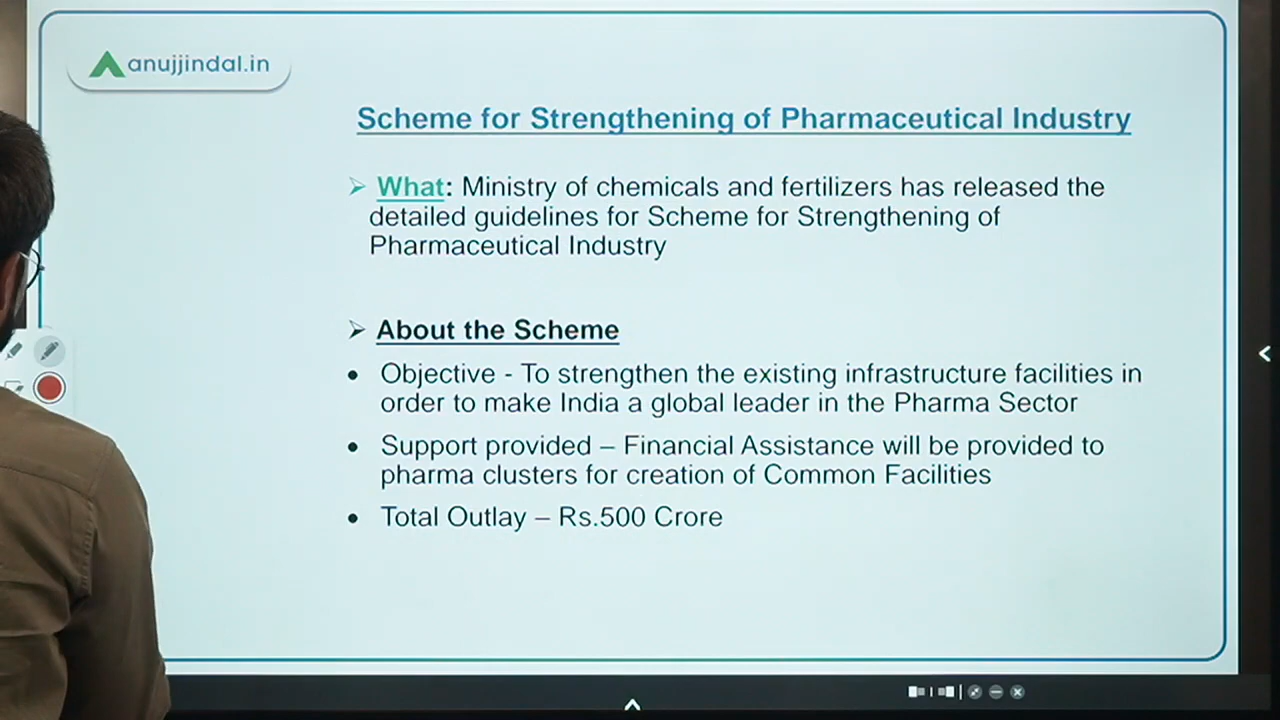 anujjindal.in
Scheme for Strengthening of Pharmaceutical Industry
➢ What: Ministry of chemicals and fertilizers has released the
detailed guidelines for Scheme for Strengthening of
Pharmaceutical Industry
➢ About the Scheme
• Objective - To strengthen the existing infrastructure facilities in
order to make India a global leader in the Pharma Sector
• Support provided – Financial Assistance will be provided to
pharma clusters for creation of Common Facilities
• Total Outlay – Rs.500 Crore